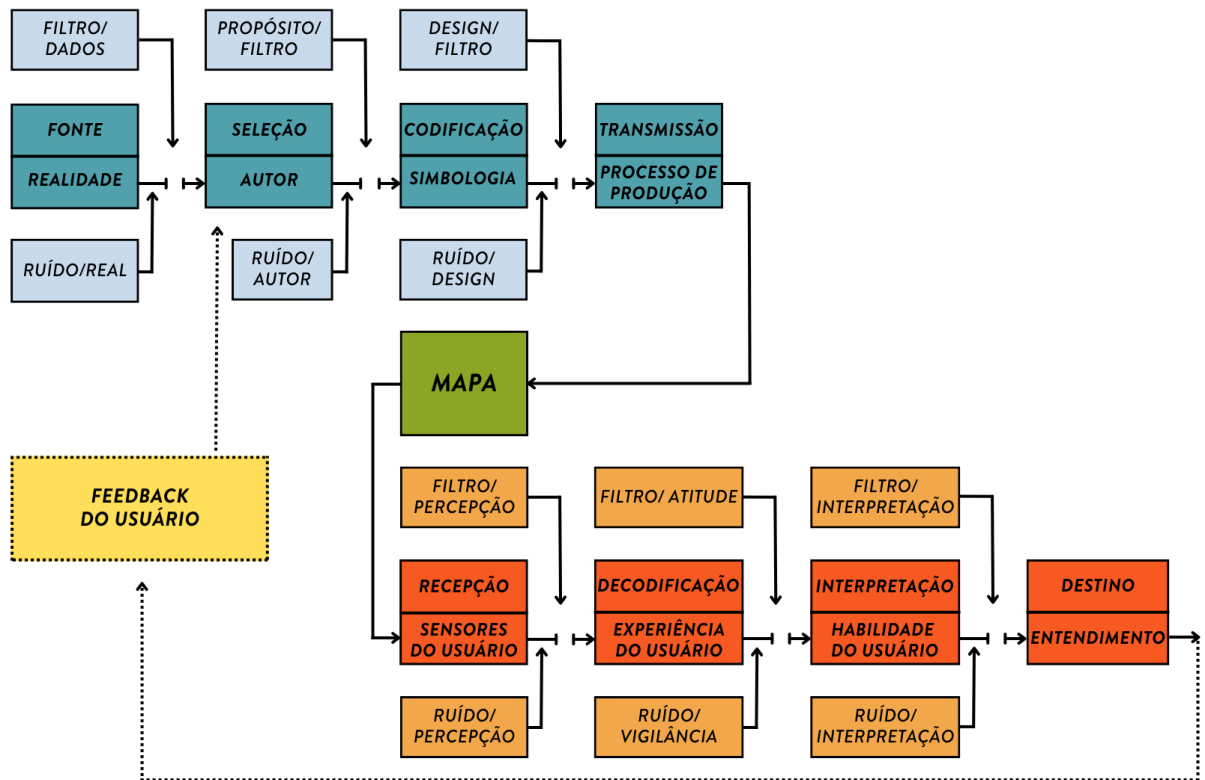 FILTRO/
DADOS
PROPÓSITO/
FILTRO
DESIGN/
FILTRO
FONTE
SELEÇÃO
CODIFICAÇÃO
TRANSMISSÃO
REALIDADE
AUTOR
SIMBOLOGIA
PROCESSO DE
PRODUÇÃO
RUÍDO/REAL
RUÍDO/
AUTOR
RUÍDO/
DESIGN
MAPA
FEEDBACK
DO USUÁRIO
FILTRO/
PERCEPÇÃO
FILTRO/ ATITUDE
FILTRO/
INTERPRETAÇÃO
RECEPÇÃO
DECODIFICAÇÃO
INTERPRETAÇÃO
DESTINO
SENSORES
DO USUÁRIO
EXPERIÊNCIA
DO USUÁRIO
HABILIDADE
DO USUÁRIO
ENTENDIMENTO
RUÍDO/
PERCEPÇÃO
RUÍDO/
VIGILÂNCIA
RUÍDO/
INTERPRETAÇÃO